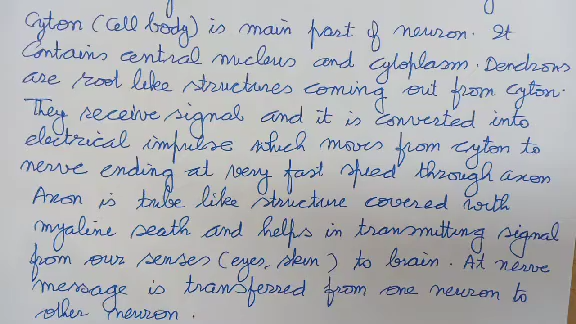 Cyton (Cell body) is main part of neuron. It
Contains central nucleus and cytoplasm. Dendrons
are root like structures coming out from Cyton.
They receive signal and it is converted into
electrical impulse which moves from cyton to
nerve ending at very fast speed through axon
Axon is tube like structure covered with
myaline seath and helps in transmitting signal
from our senses (eyes, skin) to brain. At nerve
message is transferred from one neuron to
other neuron.